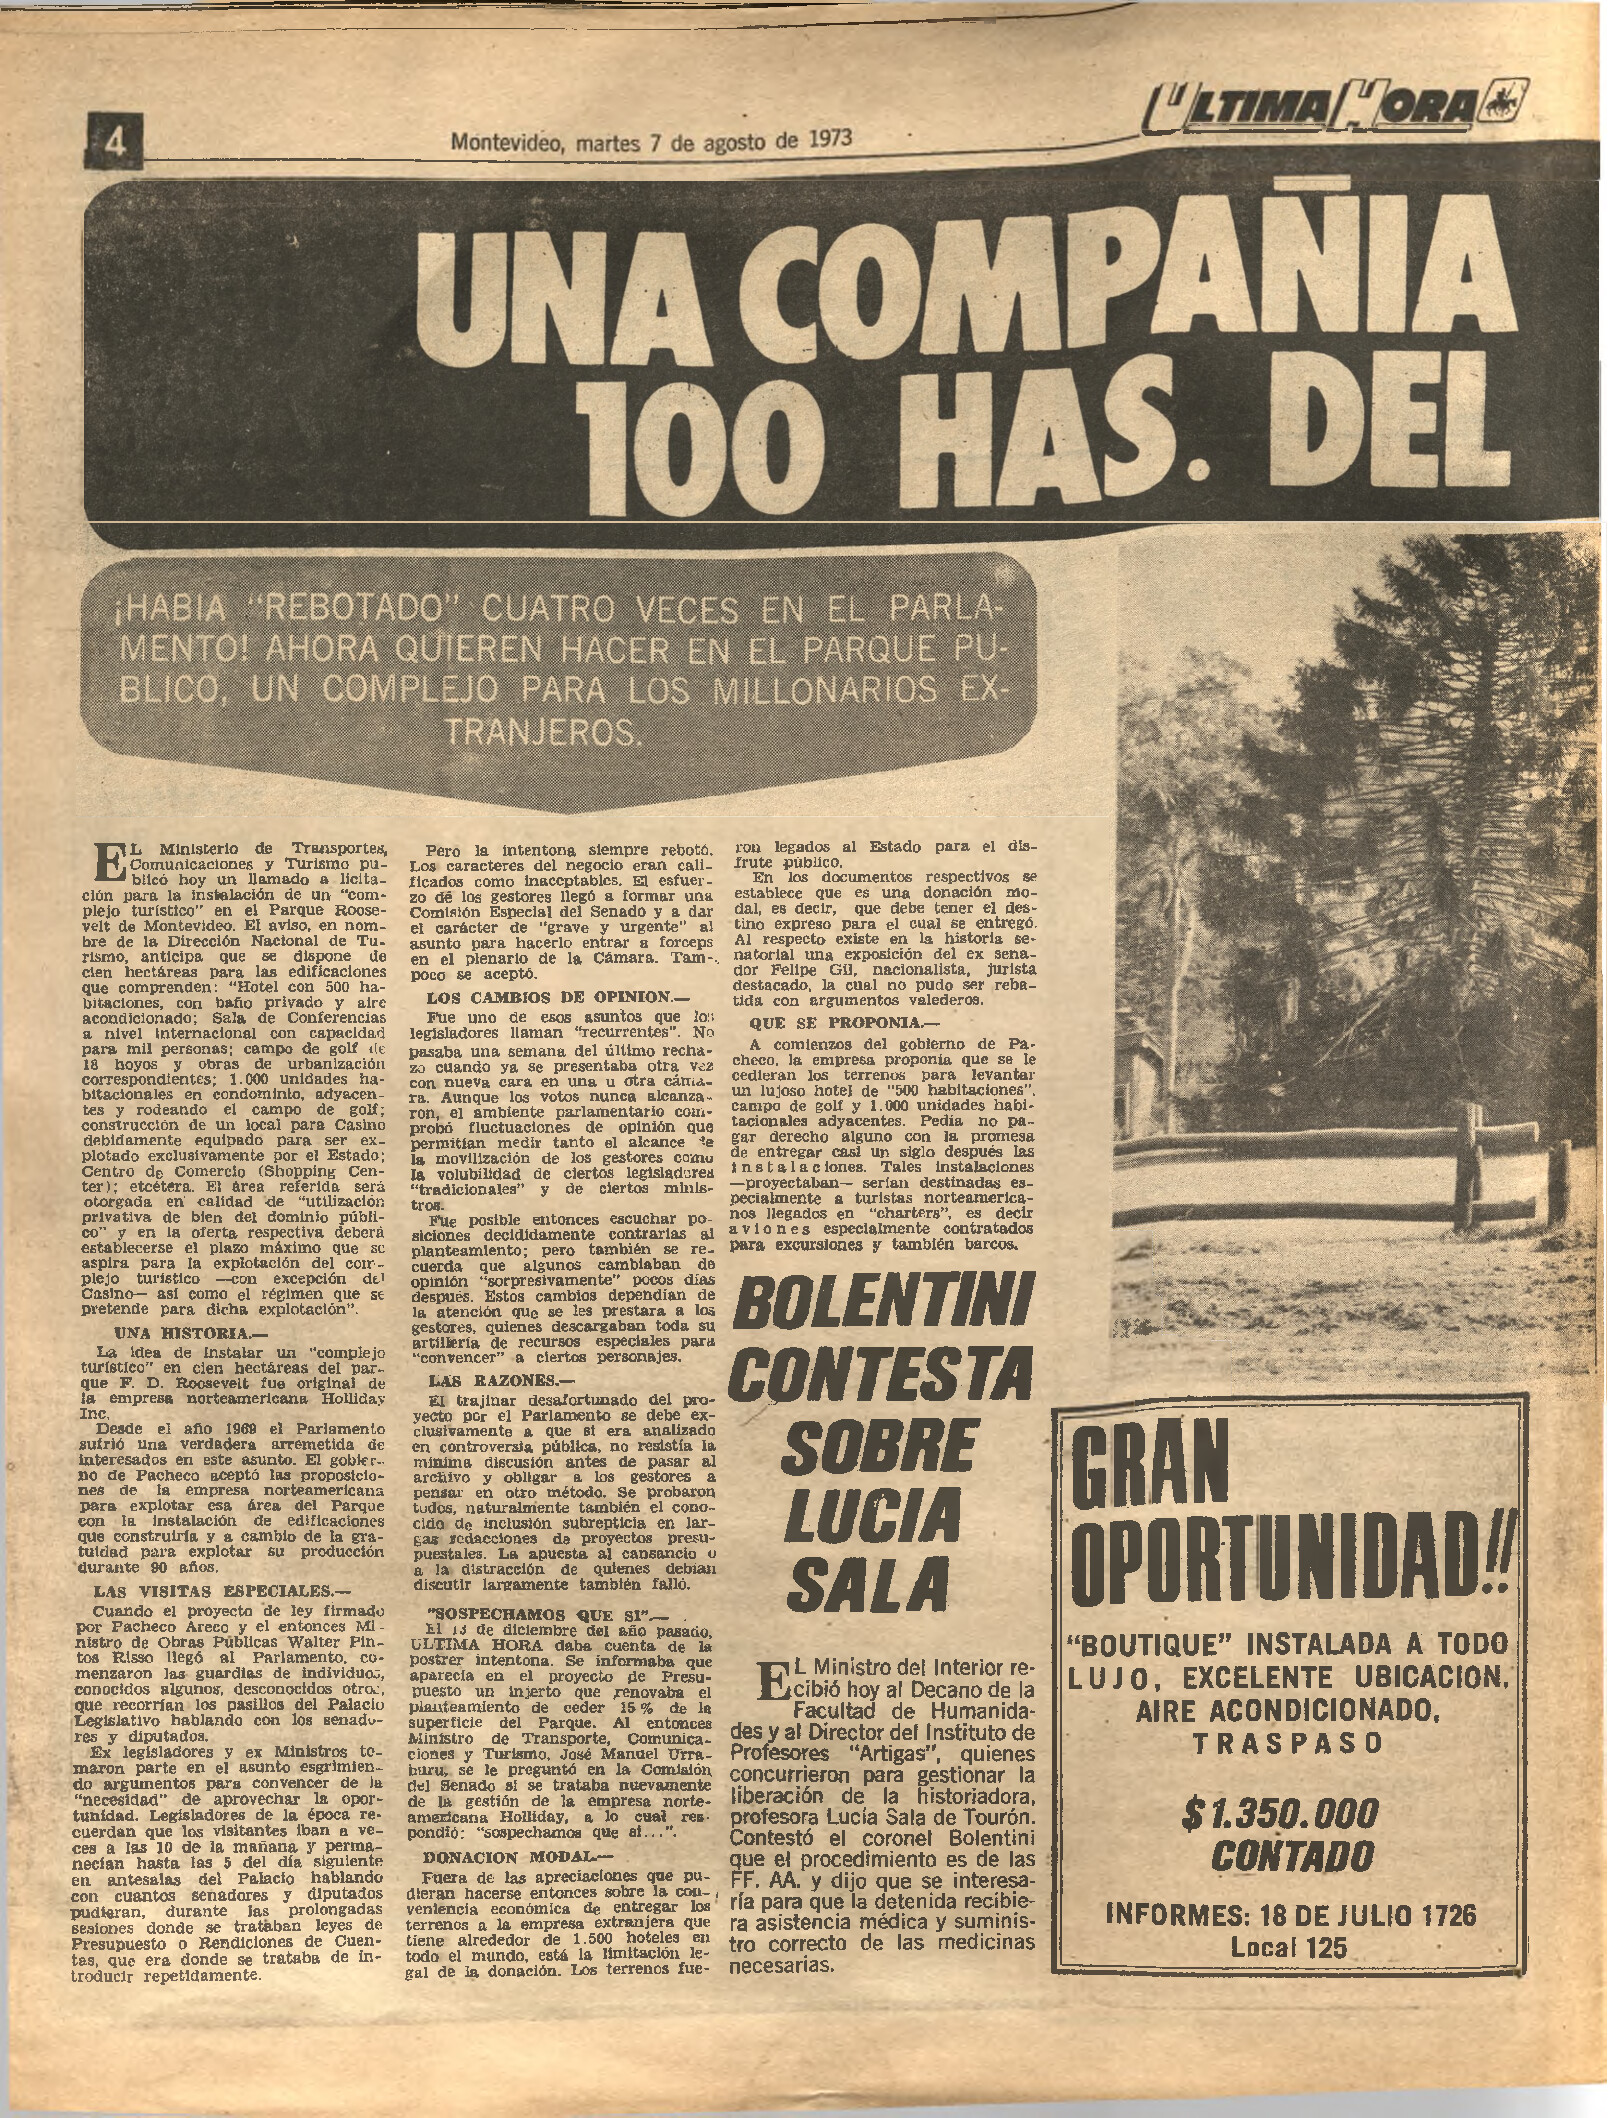 4
Montevideo, martes 7 de agosto de 1973
ULTIMA HORA
UNA COMPAÑIA
100 HAS. DEL
¡HABIA "REBOTADO" CUATRO VECES EN EL PARLA-
MENTO! AHORA QUIEREN HACER EN EL PARQUE PU-
BLICO, UN COMPLEJO PARA LOS MILLONARIOS EX-
TRANJEROS.
EL Ministerio de Transportes,
Comunicaciones y Turismo pu-
blicó hoy un llamado a licita-
ción para la instalación de un "com-
plejo turístico" en el Parque Roose-
velt de Montevideo. El aviso, en nom-
bre de la Dirección Nacional de Tu-
rismo, anticipa que se dispone de
cien hectáreas para las edificaciones
que comprenden: "Hotel con 500 ha-
bitaciones, con baño privado y aire
acondicionado; Sala de Conferencias
a nivel internacional con capacidad
para mil personas; campo de golf de
18 hoyos y obras de urbanización
correspondientes; 1.000 unidades ha-
bitacionales en condominio, adyacen-
tes y rodeando el campo de golf;
construcción de un local para Casino
debidamente equipado para ser ex-
plotado exclusivamente por el Estado;
Centro de Comercio (Shopping Cen-
ter); etcétera. El área referida será
otorgada en calidad de "utilización
privativa de bien del dominio públi-
co" y en la oferta respectiva deberá
establecerse el plazo máximo que se
aspira para la explotación del com-
plejo turístico —con excepción del
Casino— así como el régimen que se
pretende para dicha explotación".
UNA HISTORIA.—
La idea de instalar un "complejo
turístico" en cien hectáreas del par-
que F. D. Roosevelt fue original de
la empresa norteamericana Holliday
Inc.
Desde el año 1969 el Parlamento
sufrió una verdadera arremetida de
interesados en este asunto. El gobier-
no de Pacheco aceptó las proposicio-
nes de la empresa norteamericana
para explotar esa área del Parque
con la instalación de edificaciones
que construiría y a cambio de la gra-
tuidad para explotar su producción
durante 90 años.
LAS VISITAS ESPECIALES.—
Cuando el proyecto de ley firmado
por Pacheco Areco y el entonces Mi-
nistro de Obras Públicas Walter Pin-
tos Risso llegó al Parlamento, co-
menzaron las guardias de individuos,
conocidos algunos, desconocidos otros,
que recorrían los pasillos del Palacio
Legislativo hablando con los senado-
res y diputados.
Ex legisladores y ex Ministros to-
maron parte en el asunto esgrimien-
do argumentos para convencer de la
"necesidad" de aprovechar la opor-
tunidad. Legisladores de la época re-
cuerdan que los visitantes iban a ve-
ces a las 10 de la mañana y perma-
necían hasta las 5 del día siguiente
en antesalas del Palacio hablando
con cuantos senadores y diputados
pudieran, durante las prolongadas
sesiones donde se trataban leyes de
Presupuesto o Rendiciones de Cuen-
tas, que era donde se trataba de in-
troducir repetidamente.
Pero la intentona siempre rebotó.
Los caracteres del negocio eran cali-
ficados como inaceptables. El esfuer-
zo de los gestores llegó a formar una
Comisión Especial del Senado y a dar
el carácter de "grave y urgente" al
asunto para hacerlo entrar a forceps
en el plenario de la Cámara. Tam-
poco se aceptó.
LOS CAMBIOS DE OPINION.—
Fue uno de esos asuntos que los
legisladores llaman "recurrentes". No
pasaba una semana del último recha-
zo cuando ya se presentaba otra vez
con nueva cara en una u otra cáma-
ra. Aunque los votos nunca alcanza-
ron, el ambiente parlamentario com-
probó fluctuaciones de opinión que
permitían medir tanto el alcance de
la movilización de los gestores como
la volubilidad de ciertos legisladores
"tradicionales" y de ciertos minis-
tros.
Fue posible entonces escuchar po-
siciones decididamente contrarias al
planteamiento; pero también se re-
cuerda que algunos cambiaban de
opinión "sorpresivamente" pocos días
después. Estos cambios dependían de
la atención que se les prestara a los
gestores, quienes descargaban toda su
artillería de recursos especiales para
"convencer" a ciertos personajes.
LAS RAZONES.—
El trajinar desafortunado del pro-
yecto por el Parlamento se debe ex-
clusivamente a que si era analizado
en controversia pública, no resistía la
mínima discusión antes de pasar al
archivo y obligar a los gestores a
pensar en otro método. Se probaron
todos, naturalmente también el cono-
cido de inclusión subrepticia en lar-
gas redacciones de proyectos presu-
puestales. La apuesta al cansancio o
a la distracción de quienes debían
discutir largamente también falló.
"SOSPECHAMOS QUE SI".—
El 13 de diciembre del año pasado,
ULTIMA HORA daba cuenta de la
postrer intentona. Se informaba que
aparecía en el proyecto de Presu-
puesto un injerto que renovaba el
planteamiento de ceder 15 % de la
superficie del Parque. Al entonces
Ministro de Transporte, Comunica-
ciones y Turismo, José Manuel Urra-
buru, se le preguntó en la Comisión
del Senado si se trataba nuevamente
de la gestión de la empresa norte-
americana Holliday, a lo cual res-
pondió: "sospechamos que sí...".
DONACION MODAL—
Fuera de las apreciaciones que pu-
dieran hacerse entonces sobre la con-
veniencia económica de entregar los
terrenos a la empresa extranjera que
tiene alrededor de 1.500 hoteles en
todo el mundo, está la limitación le-
gal de la donación. Los terrenos fue-
ron legados al Estado para el dis-
frute público.
En los documentos respectivos se
establece que es una donación mo-
dal, es decir, que debe tener el des-
tino expreso para el cual se entregó.
Al respecto existe en la historia se-
natorial una exposición del ex sena-
dor Felipe Gil, nacionalista, jurista
destacado, la cual no pudo ser reba-
tida con argumentos valederos.
QUE SE PROPONIA.—
A comienzos del gobierno de Pa-
checo, la empresa proponía que se le
cedieran los terrenos para levantar
un lujoso hotel de "500 habitaciones",
campo de golf y 1.000 unidades habi-
tacionales adyacentes. Pedía no pa-
gar derecho alguno con la promesa
de entregar casi un siglo después las
instalaciones. Tales instalaciones
—proyectaban— serían destinadas es-
pecialmente a turistas norteamerica-
nos llegados en "charters", es decir
aviones especialmente contratados
para excursiones y también barcos.
BOLENTINI
CONTESTA
SOBRE
LUCIA
SALA
EL Ministro del Interior re-
cibió hoy al Decano de la
Facultad de Humanida-
des y al Director del Instituto de
Profesores "Artigas", quienes
concurrieron para gestionar la
liberación de la historiadora,
profesora Lucía Sala de Tourón.
Contestó el coronel Bolentini
que el procedimiento es de las
FF. AA. y dijo que se interesa-
ría para que la detenida recibie-
ra asistencia médica y suminis-
tro correcto de las medicinas
necesarias.
GRAN
OPORTUNIDAD!!
"BOUTIQUE" INSTALADA A TODO
LUJO, EXCELENTE UBICACION,
AIRE ACONDICIONADO,
TRASPASO
$ 1.350.000
CONTADO
INFORMES: 18 DE JULIO 1726
Local 125